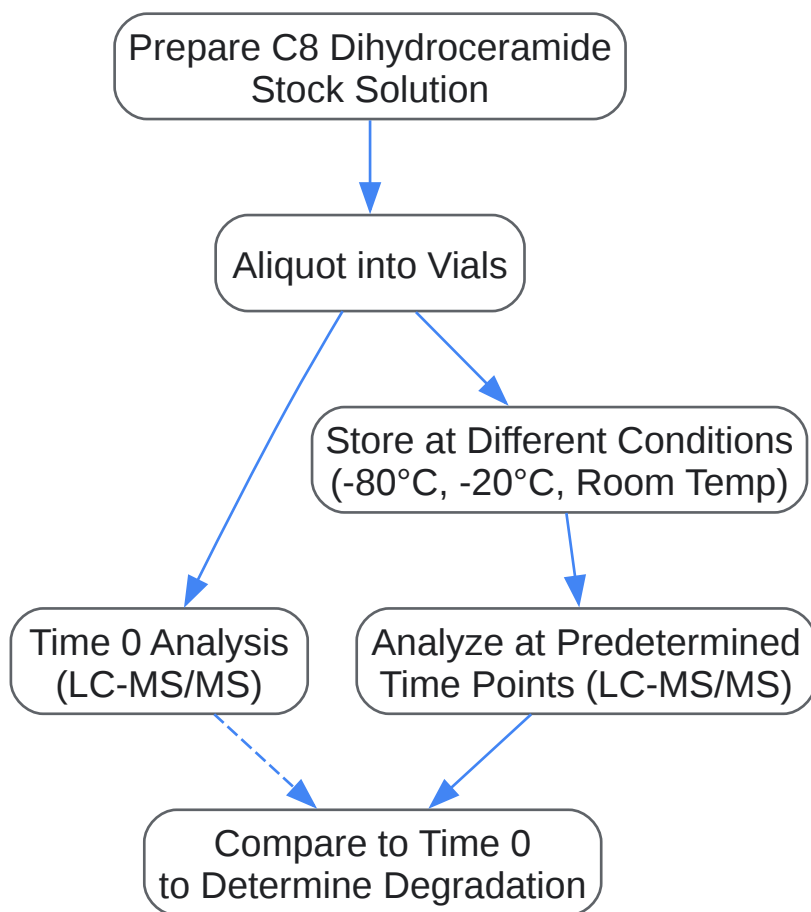 Prepare C8 Dihydroceramide
Stock Solution
Aliquot into Vials
Store at Different Conditions
(-80°C, -20°C, Room Temp)
Time 0 Analysis
(LC-MS/MS)
Analyze at Predetermined
Time Points (LC-MS/MS)
Compare to Time 0
to Determine Degradation